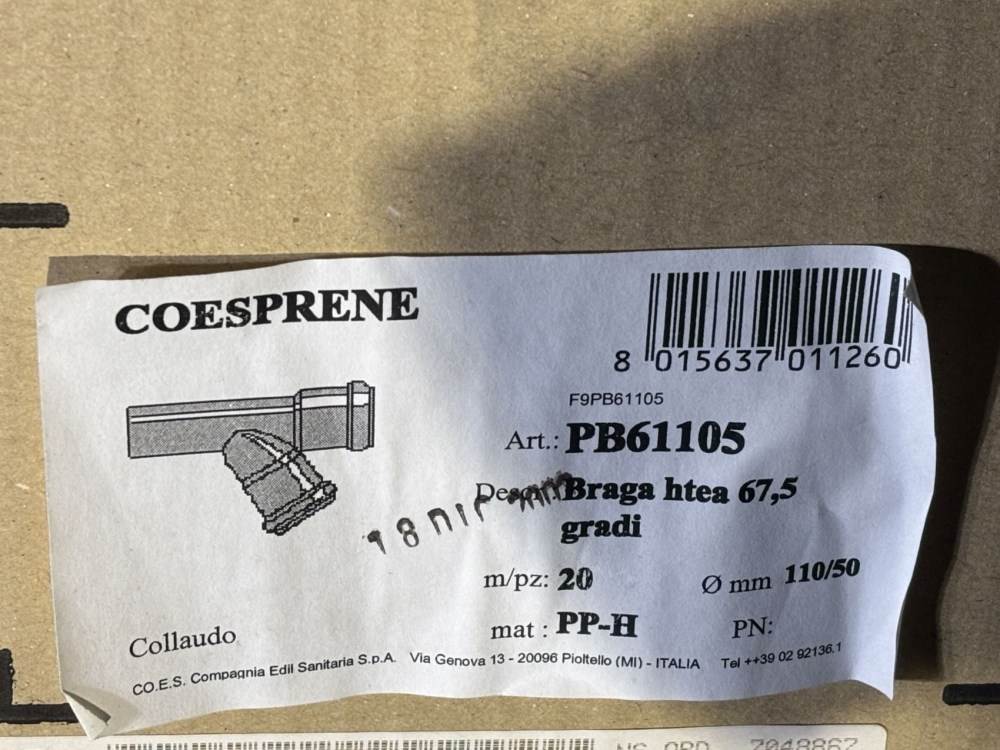 COESPRENE
8 015637 011260
F9PB61105
Art.: PB61105
Descr.: Braga htea 67,5
gradi
m/pz: 20
Ø mm 110/50
mat : PP-H
PN:
Collaudo
CO.E.S. Compagnia Edil Sanitaria S.p.A. Via Genova 13 - 20096 Pioltello (MI) - ITALIA Tel ++39 02 92136.1